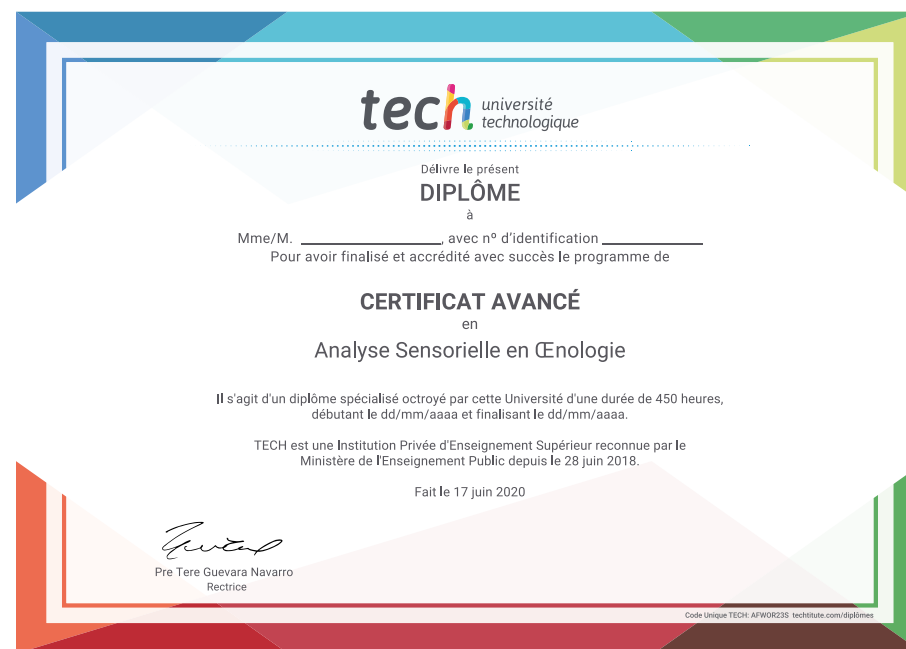 tech université
technologique
Délivre le présent
DIPLÔME
à
Mme/M. ____________________, avec nº d'identification ______________
Pour avoir finalisé et accrédité avec succès le programme de
CERTIFICAT AVANCÉ
en
Analyse Sensorielle en Œnologie
Il s'agit d'un diplôme spécialisé octroyé par cette Université d'une durée de 450 heures,
débutant le dd/mm/aaaa et finalisant le dd/mm/aaaa.
TECH est une Institution Privée d'Enseignement Supérieur reconnue par le
Ministère de l'Enseignement Public depuis le 28 juin 2018.
Fait le 17 juin 2020
Pre Tere Guevara Navarro
Rectrice
Code Unique TECH: AFWOR23S techtitute.com/diplômes